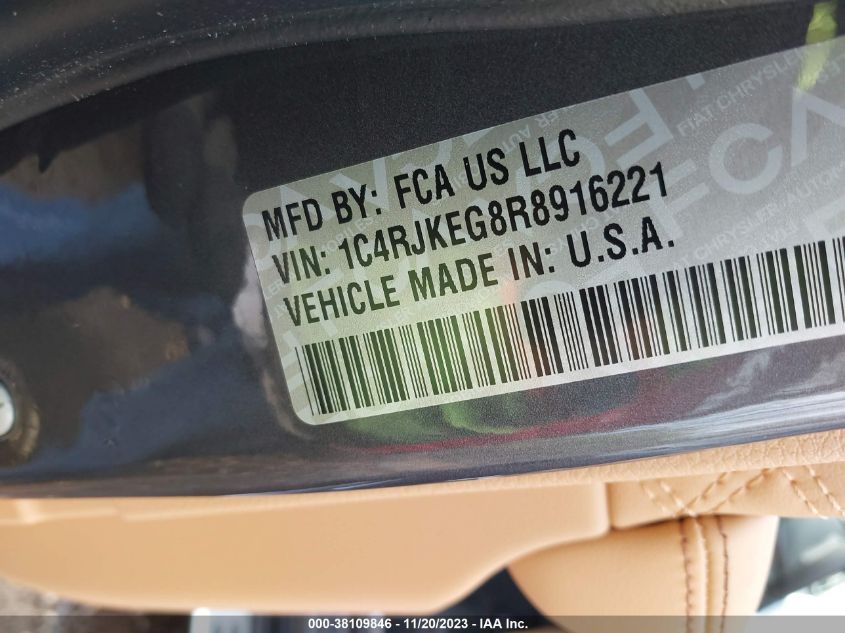 MFD BY: FCA US LLC
VIN: 1C4RJKEG8R8916221
VEHICLE MADE IN: U.S.A.
000-38109846 - 11/20/2023 - IAA Inc.